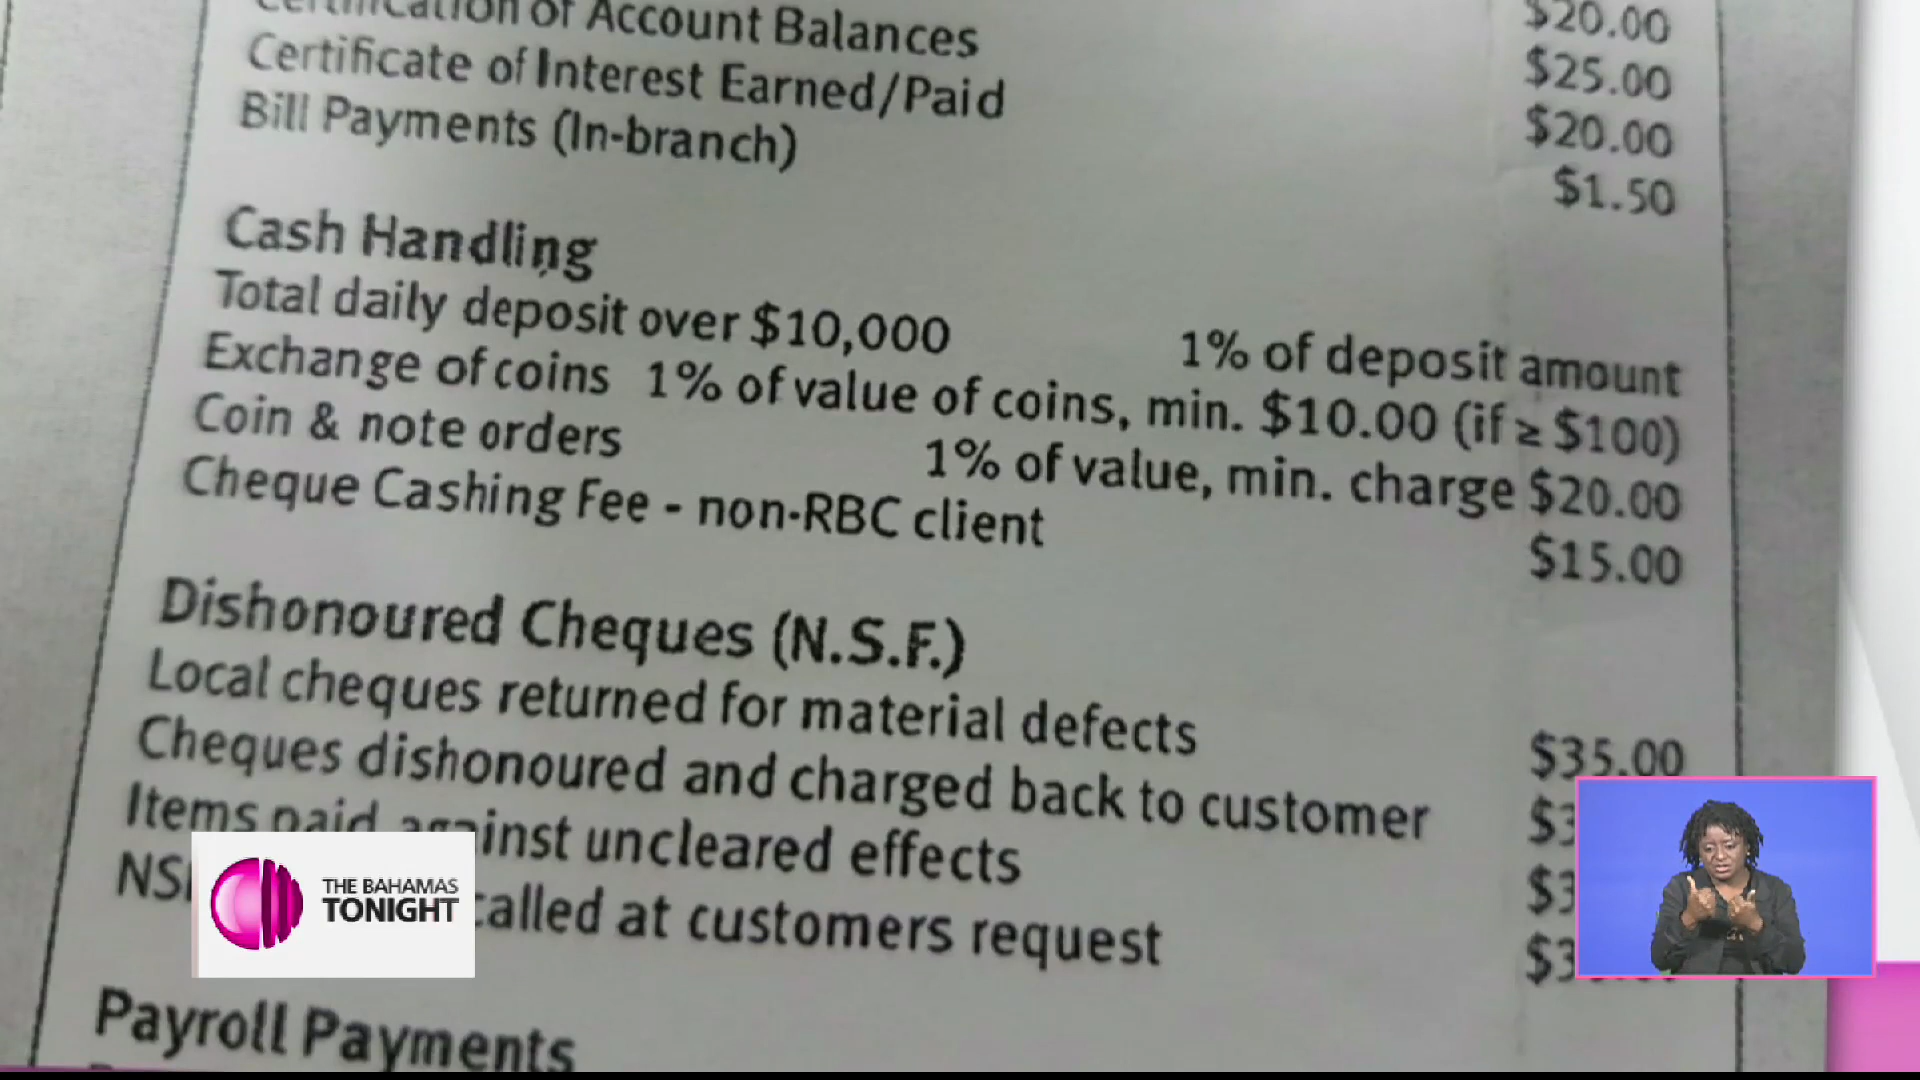 $20.00
Certification of Account Balances $25.00
Certificate of Interest Earned/Paid $20.00
Bill Payments (In-branch) $1.50
Cash Handling
Total daily deposit over $10,000 1% of deposit amount
Exchange of coins 1% of value of coins, min. $10.00 (if ≥ $100)
Coin & note orders 1% of value, min. charge $20.00
Cheque Cashing Fee - non-RBC client $15.00
Dishonoured Cheques (N.S.F.)
Local cheques returned for material defects $35.00
Cheques dishonoured and charged back to customer
Items paid against uncleared effects
called at customers request
Payroll Payments
THE BAHAMAS
TONIGHT